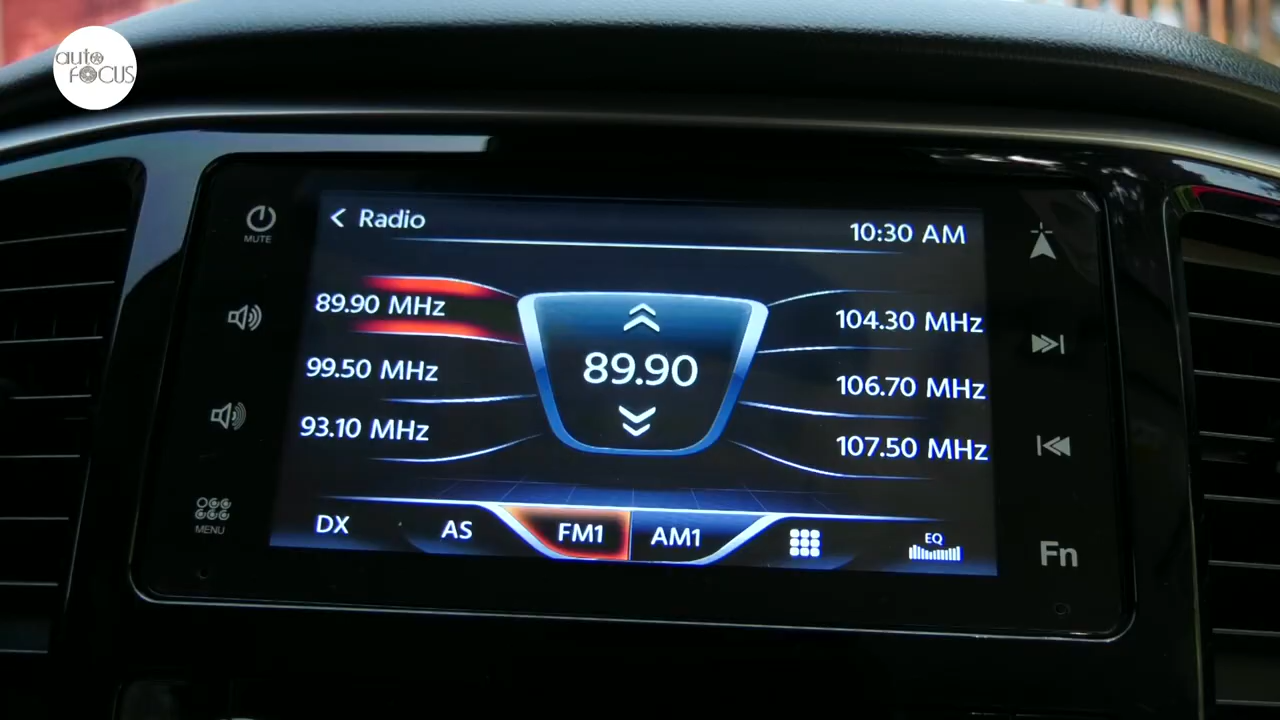 auto
FOCUS
MUTE
< Radio
10:30 AM
89.90 MHz
99.50 MHz
93.10 MHz
89.90
104.30 MHz
106.70 MHz
107.50 MHz
MENU
DX
AS
FM1
AM1
EQ
Fn